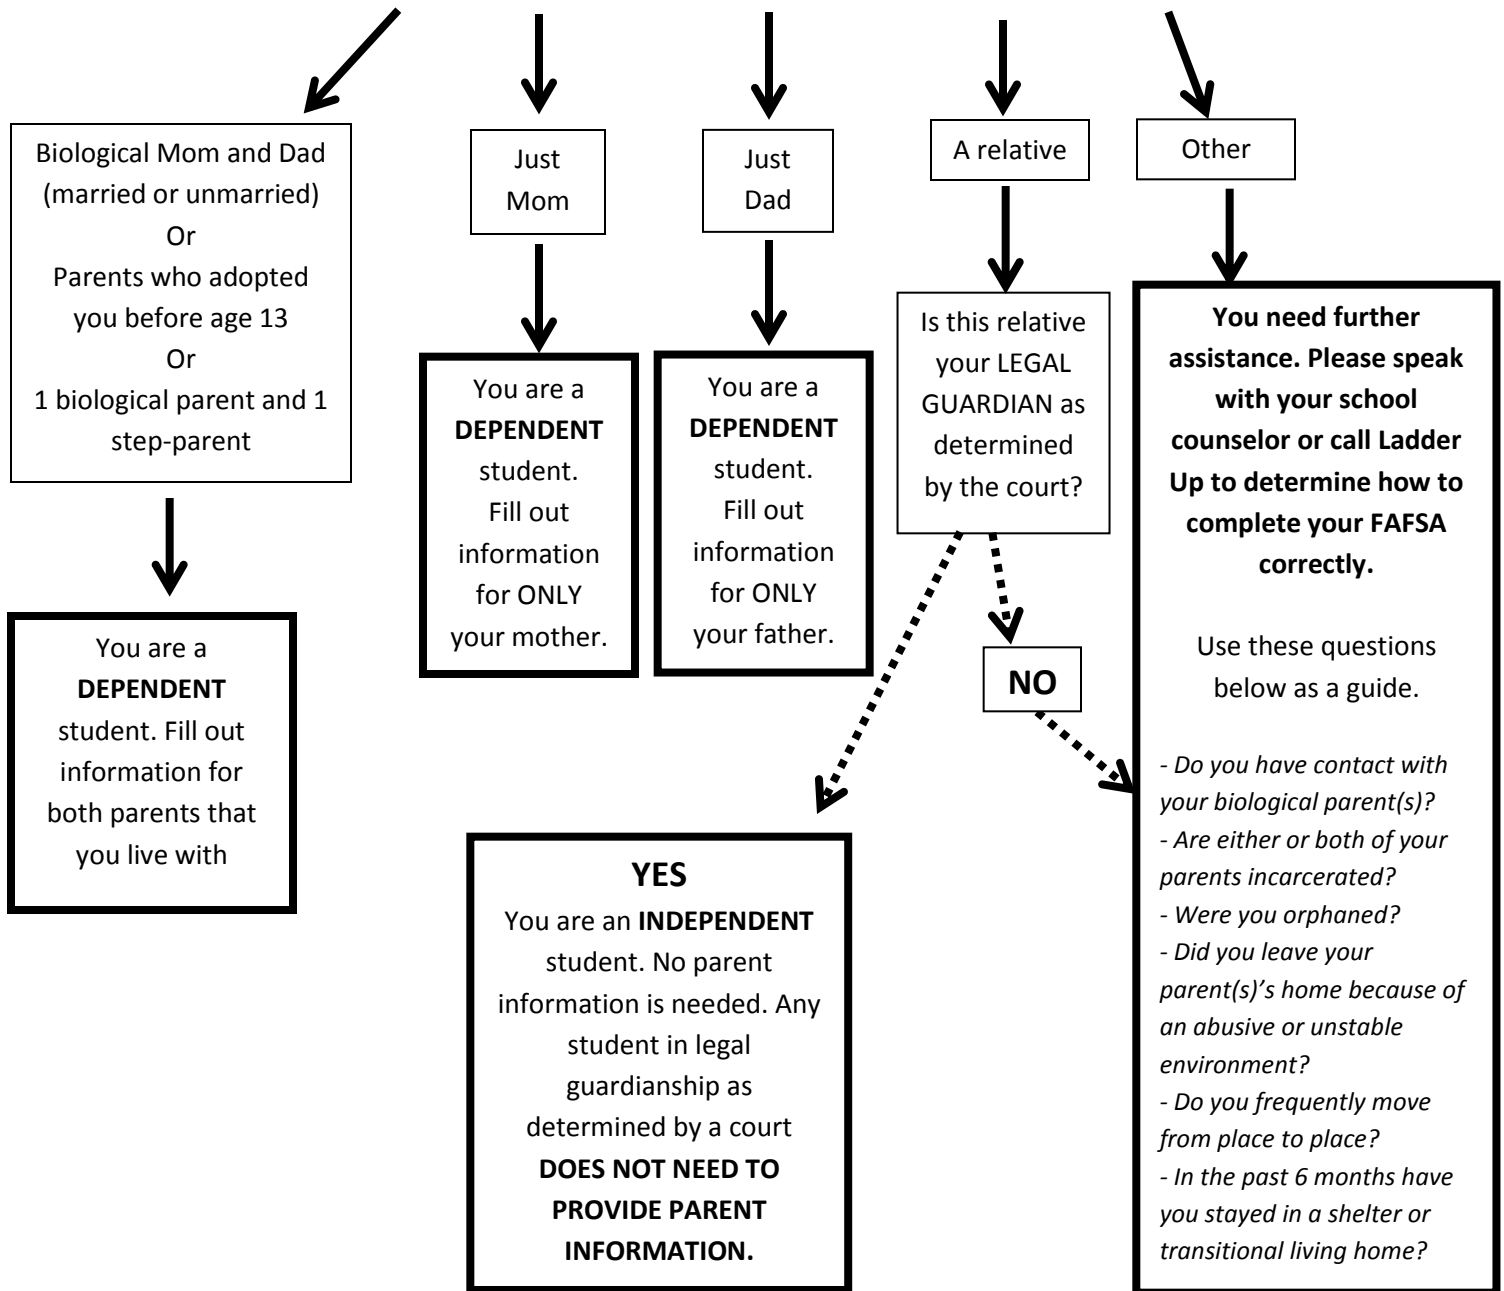 Biological Mom and Dad
(married or unmarried)
Or
Parents who adopted
you before age 13
Or
1 biological parent and 1
step-parent
You are a
DEPENDENT
student. Fill out
information for
both parents that
you live with
Just
Mom
You are a
DEPENDENT
student.
Fill out
information
for ONLY
your mother.
Just
Dad
You are a
DEPENDENT
student.
Fill out
information
for ONLY
your father.
A relative
Is this relative
your LEGAL
GUARDIAN as
determined
by the court?
NO
YES
You are an INDEPENDENT
student. No parent
information is needed. Any
student in legal
guardianship as
determined by a court
DOES NOT NEED TO
PROVIDE PARENT
INFORMATION.
Other
You need further
assistance. Please speak
with your school
counselor or call Ladder
Up to determine how to
complete your FAFSA
correctly.
Use these questions
below as a guide.
- Do you have contact with
your biological parent(s)?
- Are either or both of your
parents incarcerated?
- Were you orphaned?
- Did you leave your
parent(s)’s home because of
an abusive or unstable
environment?
- Do you frequently move
from place to place?
- In the past 6 months have
you stayed in a shelter or
transitional living home?